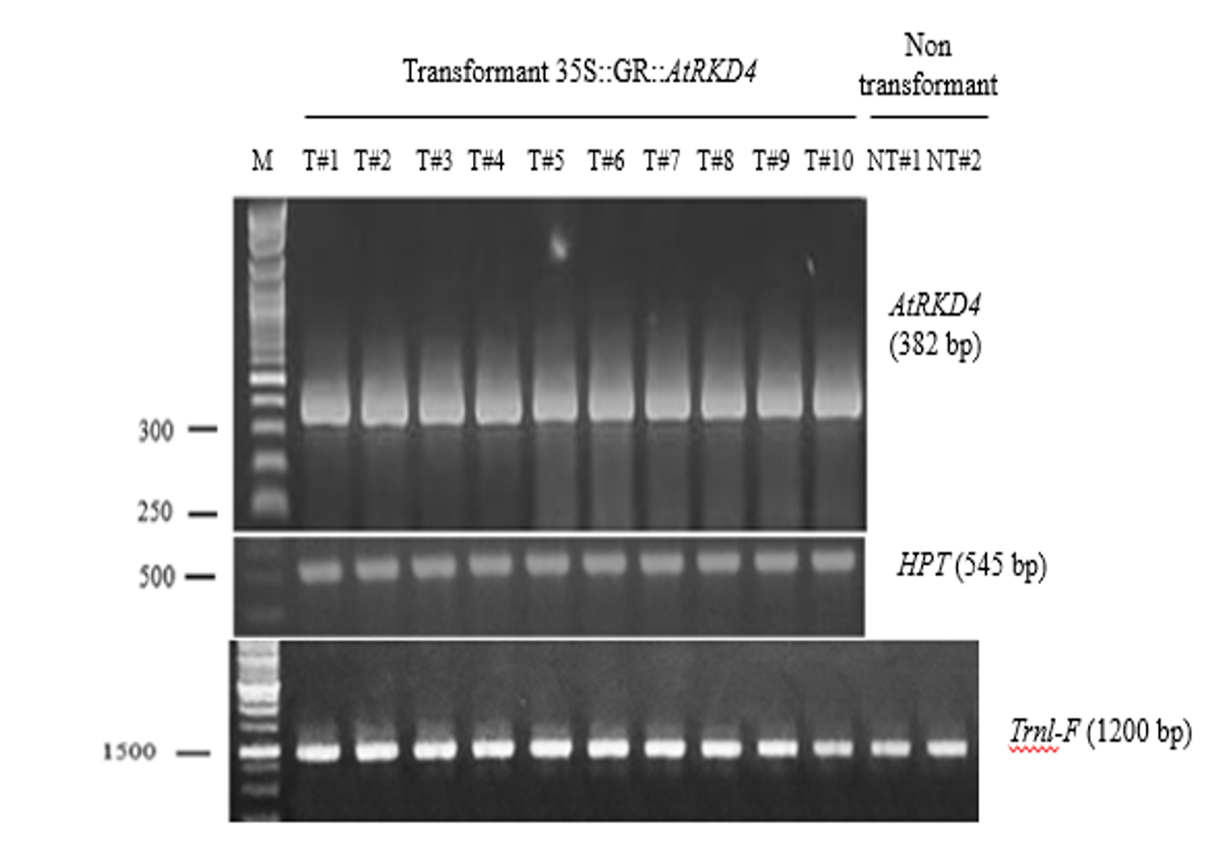 Non
transformant
Transformant 35S::GR::AtRKD4
M T#1 T#2 T#3 T#4 T#5 T#6 T#7 T#8 T#9 T#10 NT#1 NT#2
AtRKD4
(382 bp)
300
250
500
HPT (545 bp)
1500
Trnl-F (1200 bp)